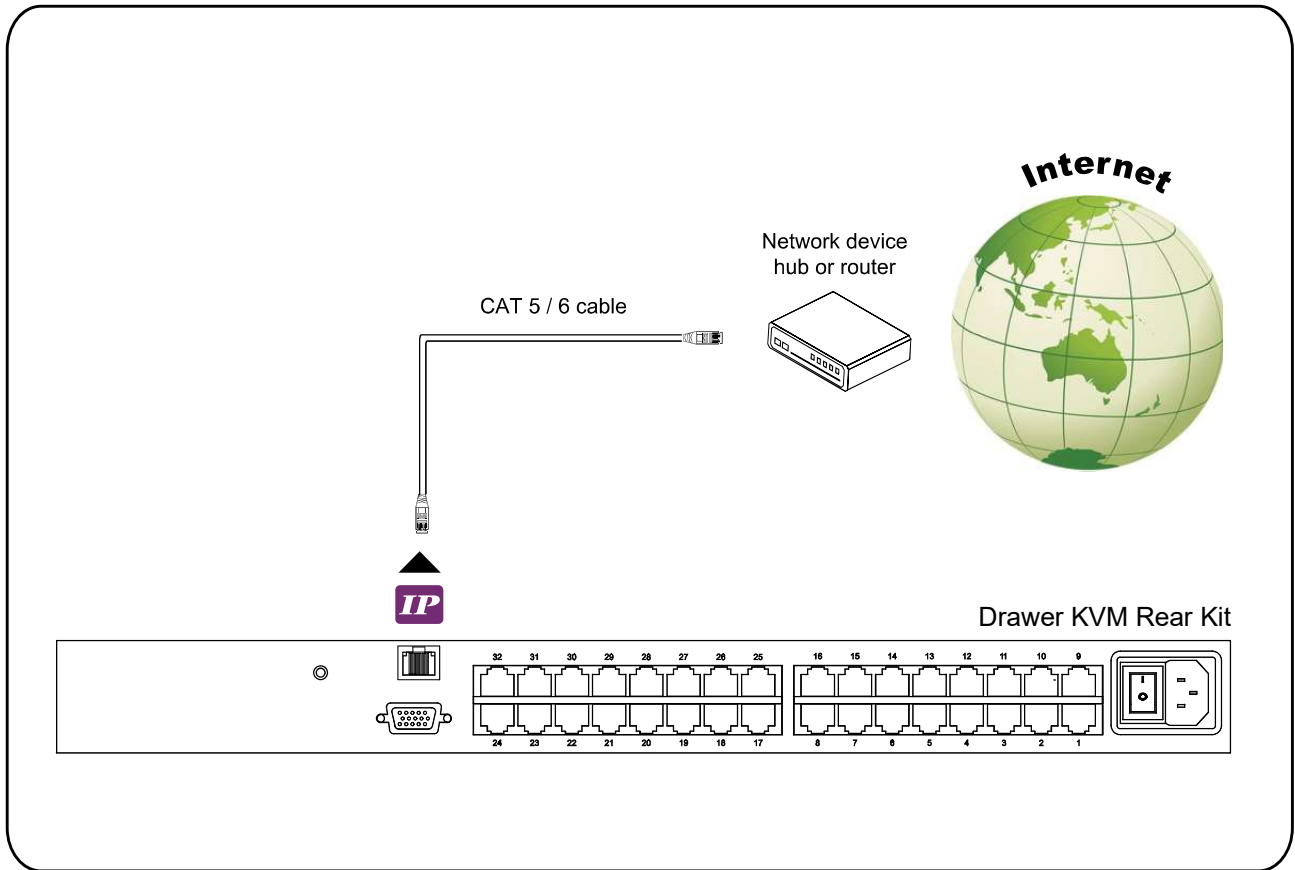 Internet
Network device
hub or router
CAT 5 / 6 cable
IP
Drawer KVM Rear Kit
32 31 30 29 28 27 26 25 16 15 14 13 12 11 10 9
24 23 22 21 20 19 18 17 8 7 6 5 4 3 2 1